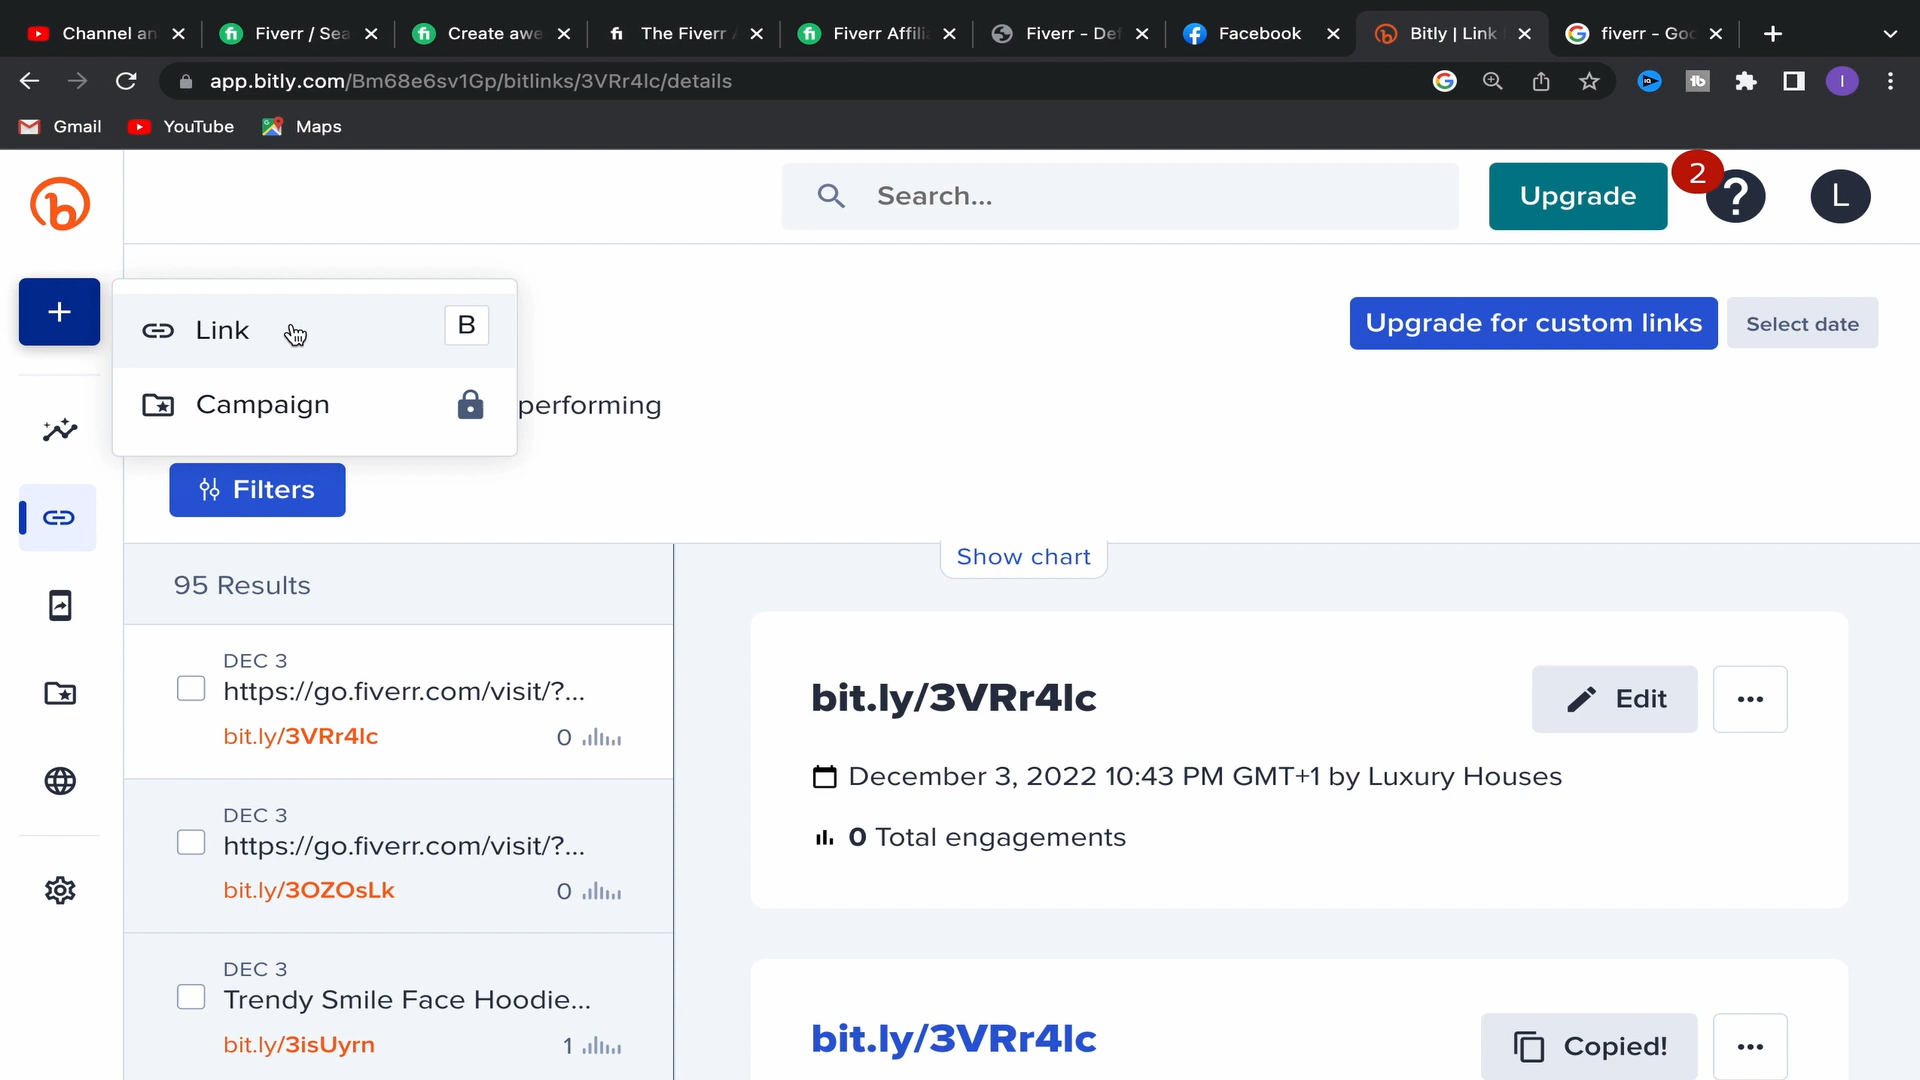 Channel an
Fiverr / Sea
Create awe
The Fiverr A
Fiverr Affili
Fiverr - Def
Facebook
Bitly | Link
fiverr - Goo
app.bitly.com/Bm68e6sv1Gp/bitlinks/3VRr4lc/details
Gmail
YouTube
Maps
Search...
Upgrade
2
?
L
+
Link
B
Campaign
performing
Upgrade for custom links
Select date
Filters
95 Results
Show chart
DEC 3
https://go.fiverr.com/visit/?...
bit.ly/3VRr4lc
0
DEC 3
https://go.fiverr.com/visit/?...
bit.ly/3OZOsLk
0
DEC 3
Trendy Smile Face Hoodie...
bit.ly/3isUyrn
1
bit.ly/3VRr4lc
Edit
December 3, 2022 10:43 PM GMT+1 by Luxury Houses
0 Total engagements
bit.ly/3VRr4lc
Copied!